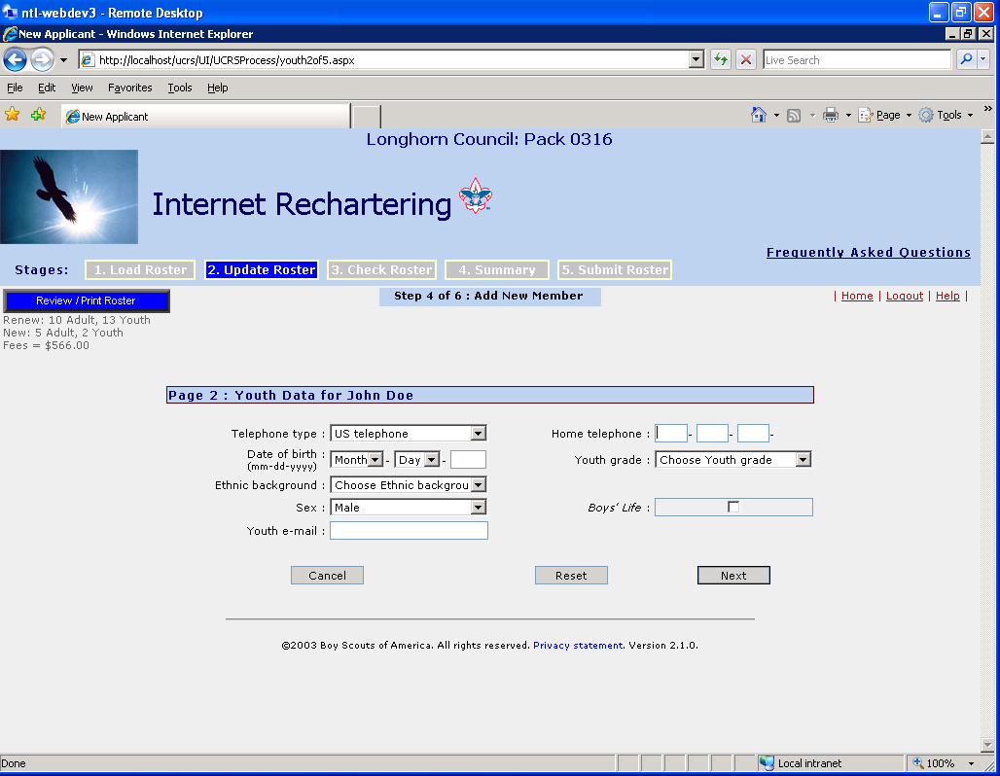 ntl-webdev3 - Remote Desktop
New Applicant - Windows Internet Explorer
http://localhost/ucrs/UI/UCRSProcess/youth2of5.aspx
Live Search
File Edit View Favorites Tools Help
New Applicant
Page Tools »
Longhorn Council: Pack 0316
Internet Rechartering
Frequently Asked Questions
Stages: 1. Load Roster 2. Update Roster 3. Check Roster 4. Summary 5. Submit Roster
Review / Print Roster
Step 4 of 6 : Add New Member
| Home | Logout | Help |
Renew: 10 Adult, 13 Youth
New: 5 Adult, 2 Youth
Fees = $566.00
Page 2 : Youth Data for John Doe
Telephone type : US telephone
Home telephone : - - -
Date of birth : (mm-dd-yyyy) Month - Day -
Youth grade : Choose Youth grade
Ethnic background : Choose Ethnic backgrou
Sex : Male
Boys' Life :
Youth e-mail :
Cancel Reset Next
©2003 Boy Scouts of America. All rights reserved. Privacy statement. Version 2.1.0.
Done
Local intranet
100%